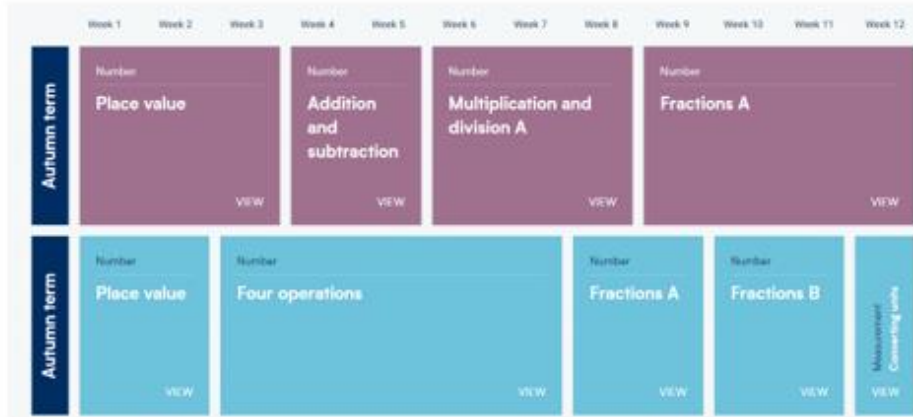 Week 1 Week 2 Week 3 Week 4 Week 5 Week 6 Week 7 Week 8 Week 9 Week 10 Week 11 Week 12
Autumn term
Number
Place value
VIEW
Number
Addition
and
subtraction
VIEW
Number
Multiplication and
division A
VIEW
Number
Fractions A
VIEW
Autumn term
Number
Place value
VIEW
Number
Four operations
VIEW
Number
Fractions A
VIEW
Number
Fractions B
VIEW
Measurement
Converting units
VIEW